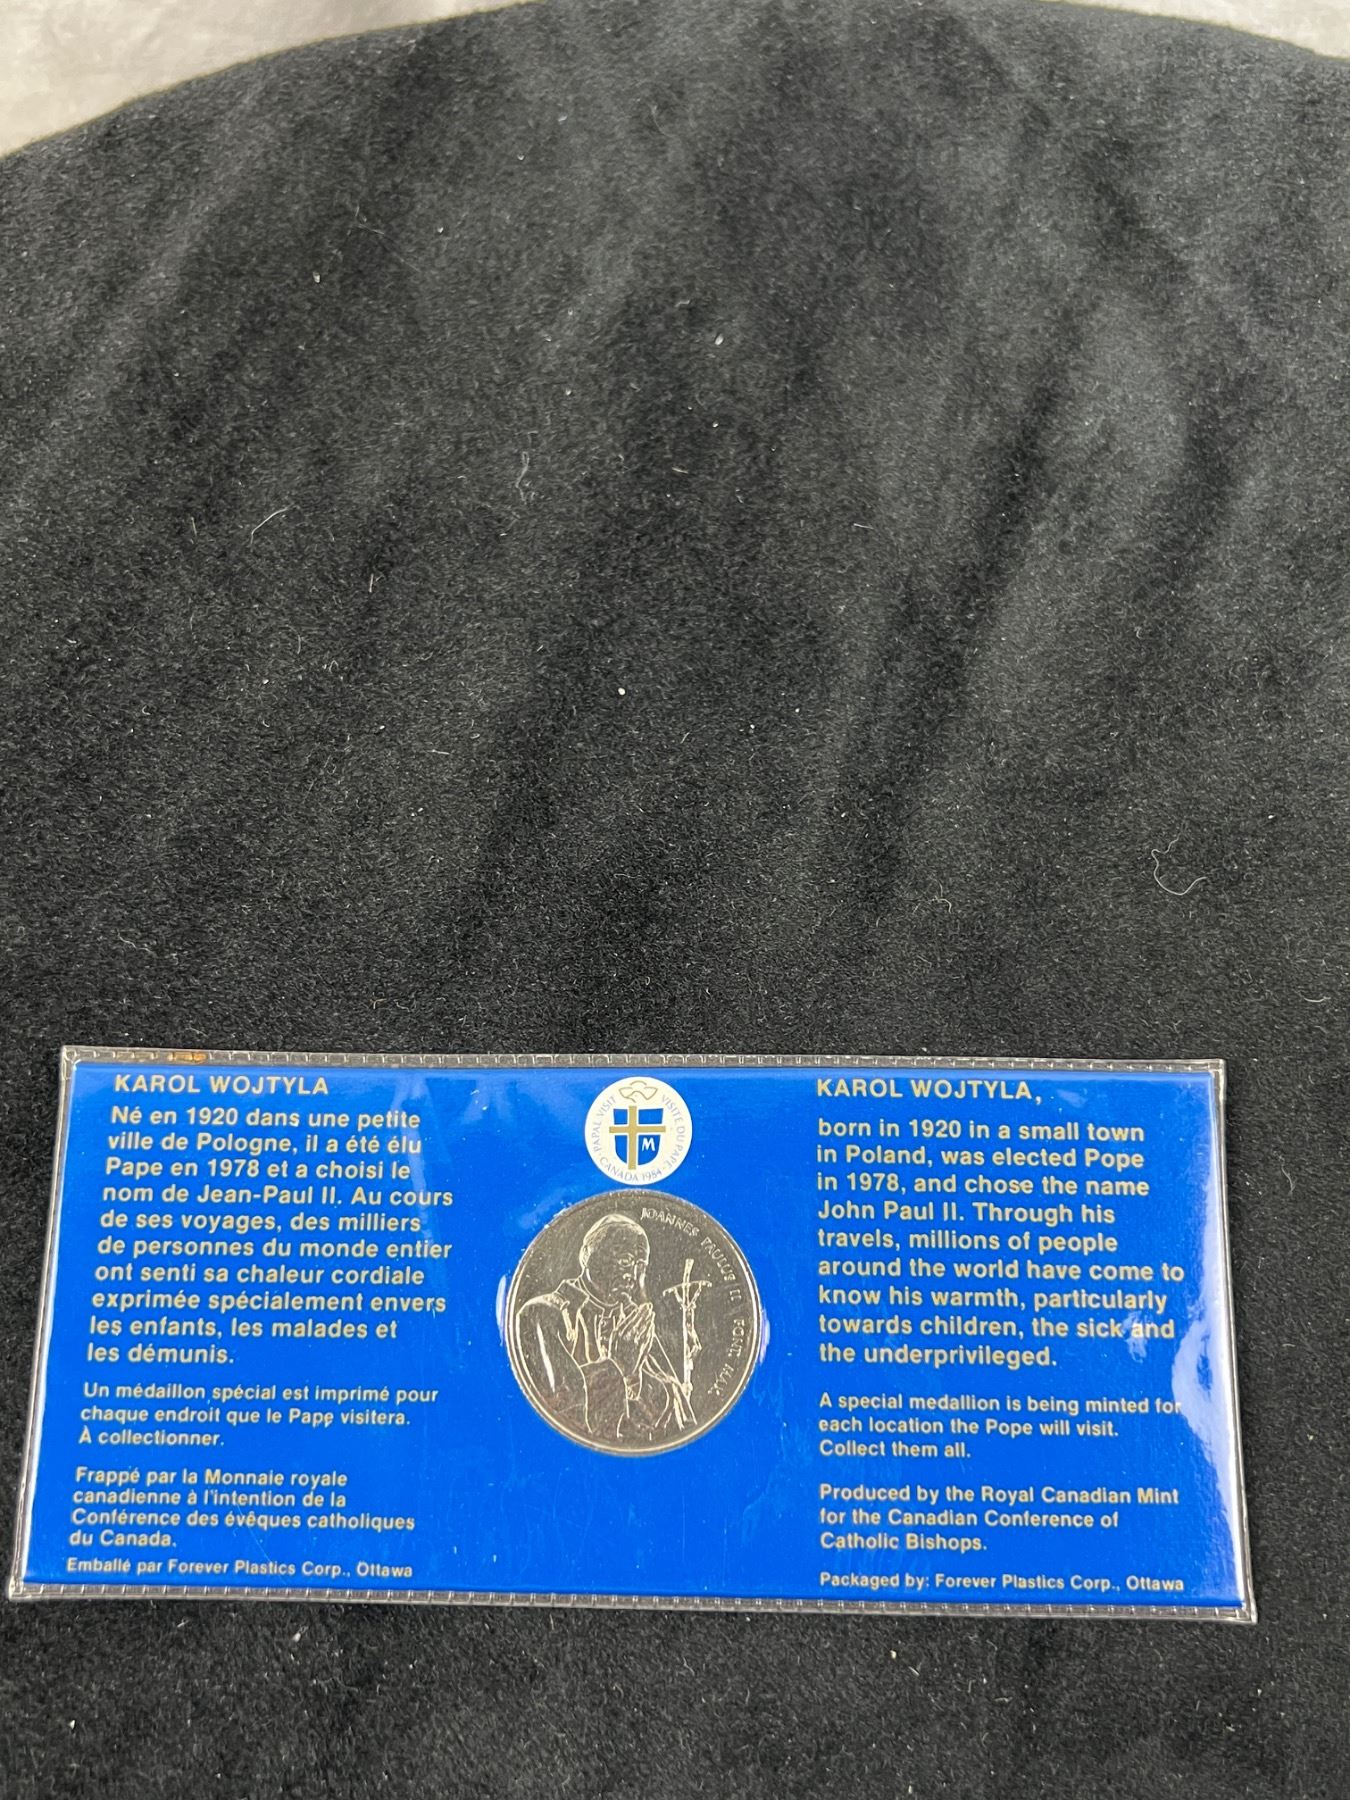 KAROL WOJTYLA
Né en 1920 dans une petite
ville de Pologne, il a été élu
Pape en 1978 et a choisi le
nom de Jean-Paul II. Au cours
de ses voyages, des milliers
de personnes du monde entier
ont senti sa chaleur cordiale
exprimée spécialement envers
les enfants, les malades et
les démunis.
Un médaillon spécial est imprimé pour
chaque endroit que le Pape visitera.
À collectionner.
Frappé par la Monnaie royale
canadienne à l'intention de la
Conférence des évêques catholiques
du Canada.
Emballé par Forever Plastics Corp., Ottawa
PAPAL VISIT
VISITE DU PAPE
CANADA 1984
M
JOANNES PAULUS II PONT. MAX
KAROL WOJTYLA,
born in 1920 in a small town
in Poland, was elected Pope
in 1978, and chose the name
John Paul II. Through his
travels, millions of people
around the world have come to
know his warmth, particularly
towards children, the sick and
the underprivileged.
A special medallion is being minted for
each location the Pope will visit.
Collect them all.
Produced by the Royal Canadian Mint
for the Canadian Conference of
Catholic Bishops.
Packaged by: Forever Plastics Corp., Ottawa